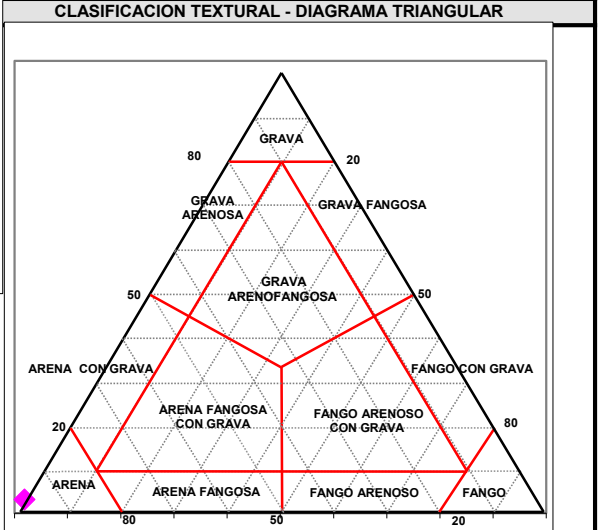 CLASIFICACION TEXTURAL - DIAGRAMA TRIANGULAR
GRAVA
80
20
GRAVA
ARENOSA
GRAVA FANGOSA
GRAVA
ARENOFANGOSA
50
50
ARENA CON GRAVA
FANGO CON GRAVA
ARENA FANGOSA
CON GRAVA
FANGO ARENOSO
CON GRAVA
20
80
ARENA
ARENA FANGOSA
FANGO ARENOSO
FANGO
80
50
20